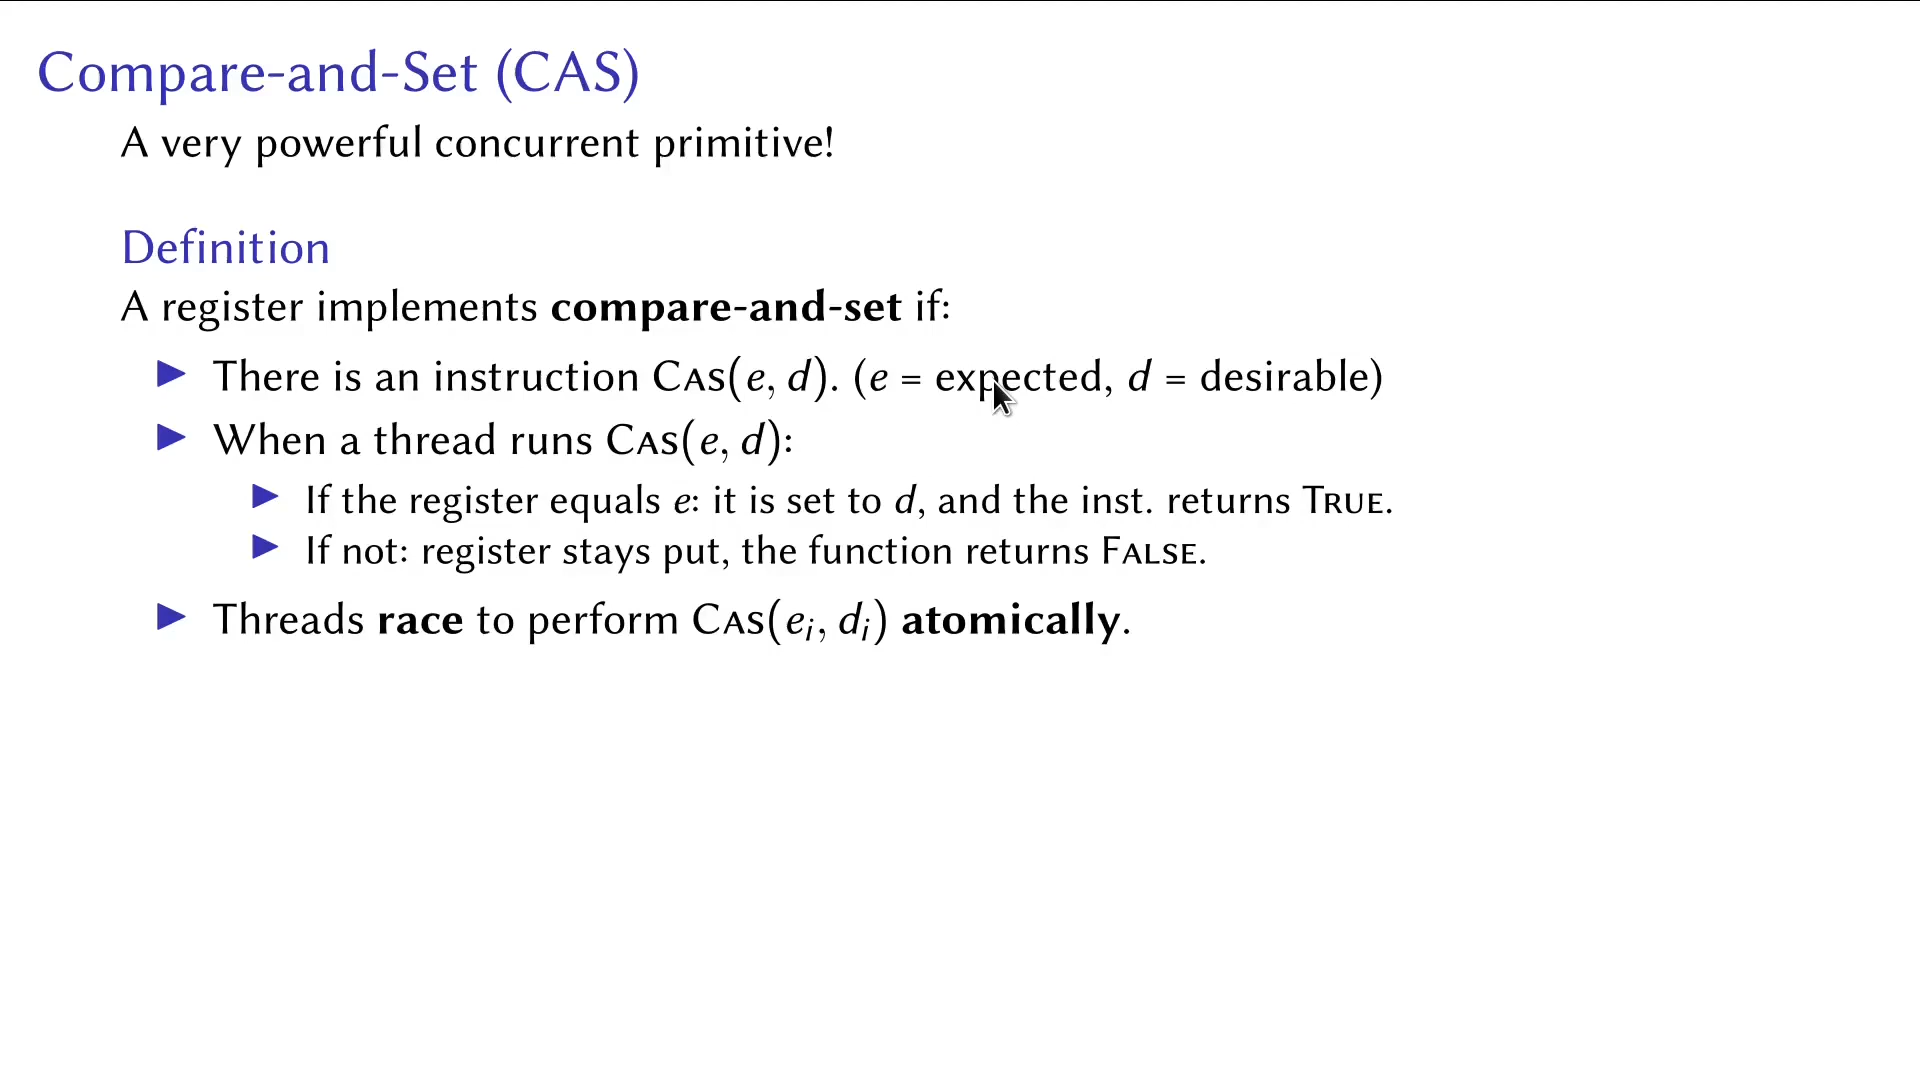 Compare-and-Set (CAS)
A very powerful concurrent primitive!
Definition
A register implements compare-and-set if:
▶ There is an instruction CAS(e, d). (e = expected, d = desirable)
▶ When a thread runs CAS(e, d):
▶ If the register equals e: it is set to d, and the inst. returns TRUE.
▶ If not: register stays put, the function returns FALSE.
▶ Threads race to perform CAS(eᵢ, dᵢ) atomically.